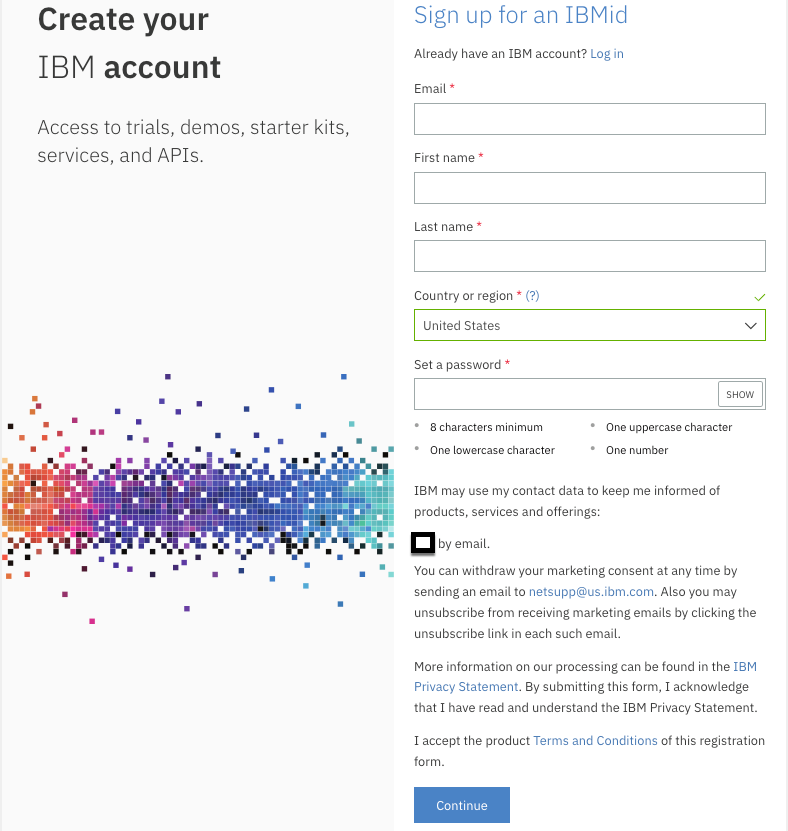 Create your
IBM account
Access to trials, demos, starter kits,
services, and APIs.
Sign up for an IBMid
Already have an IBM account? Log in
Email *
First name *
Last name *
Country or region * (?)
United States
Set a password *
SHOW
8 characters minimum
One uppercase character
One lowercase character
One number
IBM may use my contact data to keep me informed of
products, services and offerings:
by email.
You can withdraw your marketing consent at any time by
sending an email to netsupp@us.ibm.com. Also you may
unsubscribe from receiving marketing emails by clicking the
unsubscribe link in each such email.
More information on our processing can be found in the IBM
Privacy Statement. By submitting this form, I acknowledge
that I have read and understand the IBM Privacy Statement.
I accept the product Terms and Conditions of this registration
form.
Continue